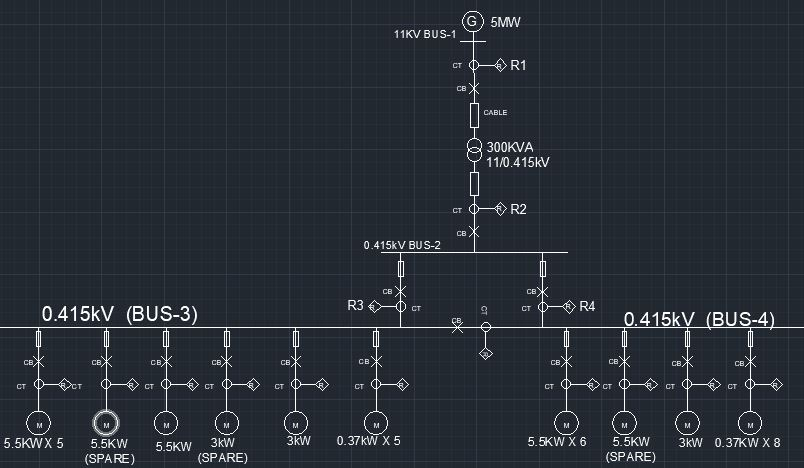 G 5MW
11KV BUS-1
CT R R1
CB
CABLE
300KVA
11/0.415kV
CT R R2
CB
0.415kV BUS-2
CB CB
R3 R CT CT R R4
0.415kV (BUS-3) CB CT 0.415kV (BUS-4)
R
CB CB CB CB CB CB CB CB CB
CT R CT R CT R CT R R CT R CT R CT R CT R CT R
M M M M M M M M M M
5.5KW X 5 5.5KW (SPARE) 5.5KW 3kW (SPARE) 3kW 0.37kW X 5 5.5KW X 6 5.5KW (SPARE) 3kW 0.37KW X 8